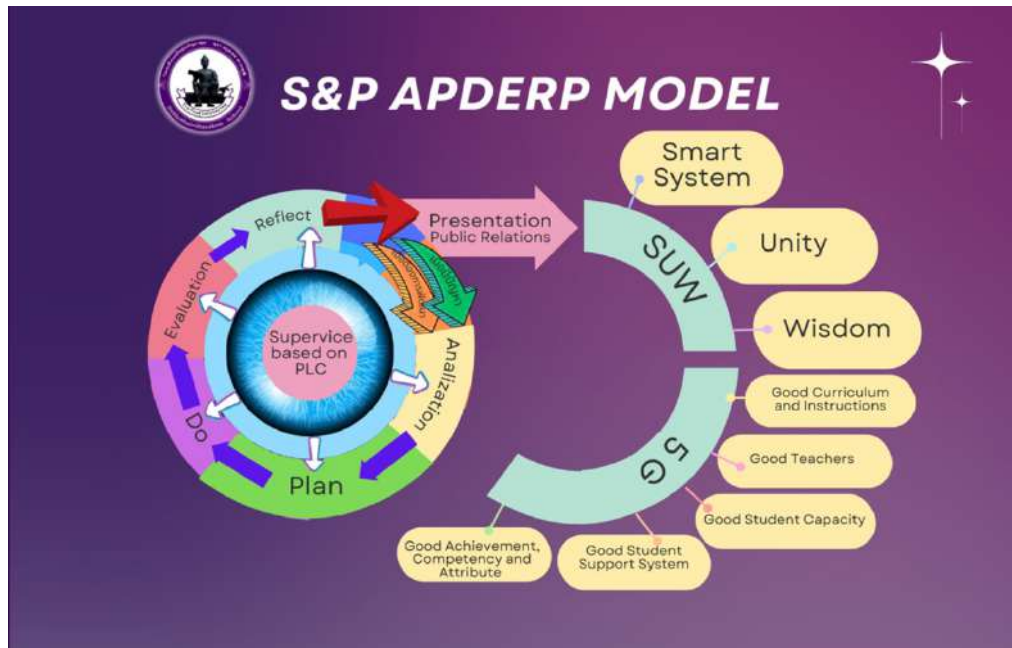 S&P APDERP MODEL
Smart
System
Unity
Wisdom
SUW
Presentation
Public Relations
Reflect
Evaluation
Do
Plan
Analization
Supervice
based on
PLC
5 G
Good Curriculum
and Instructions
Good Teachers
Good Student Capacity
Good Student
Support System
Good Achievement,
Competency and
Attribute